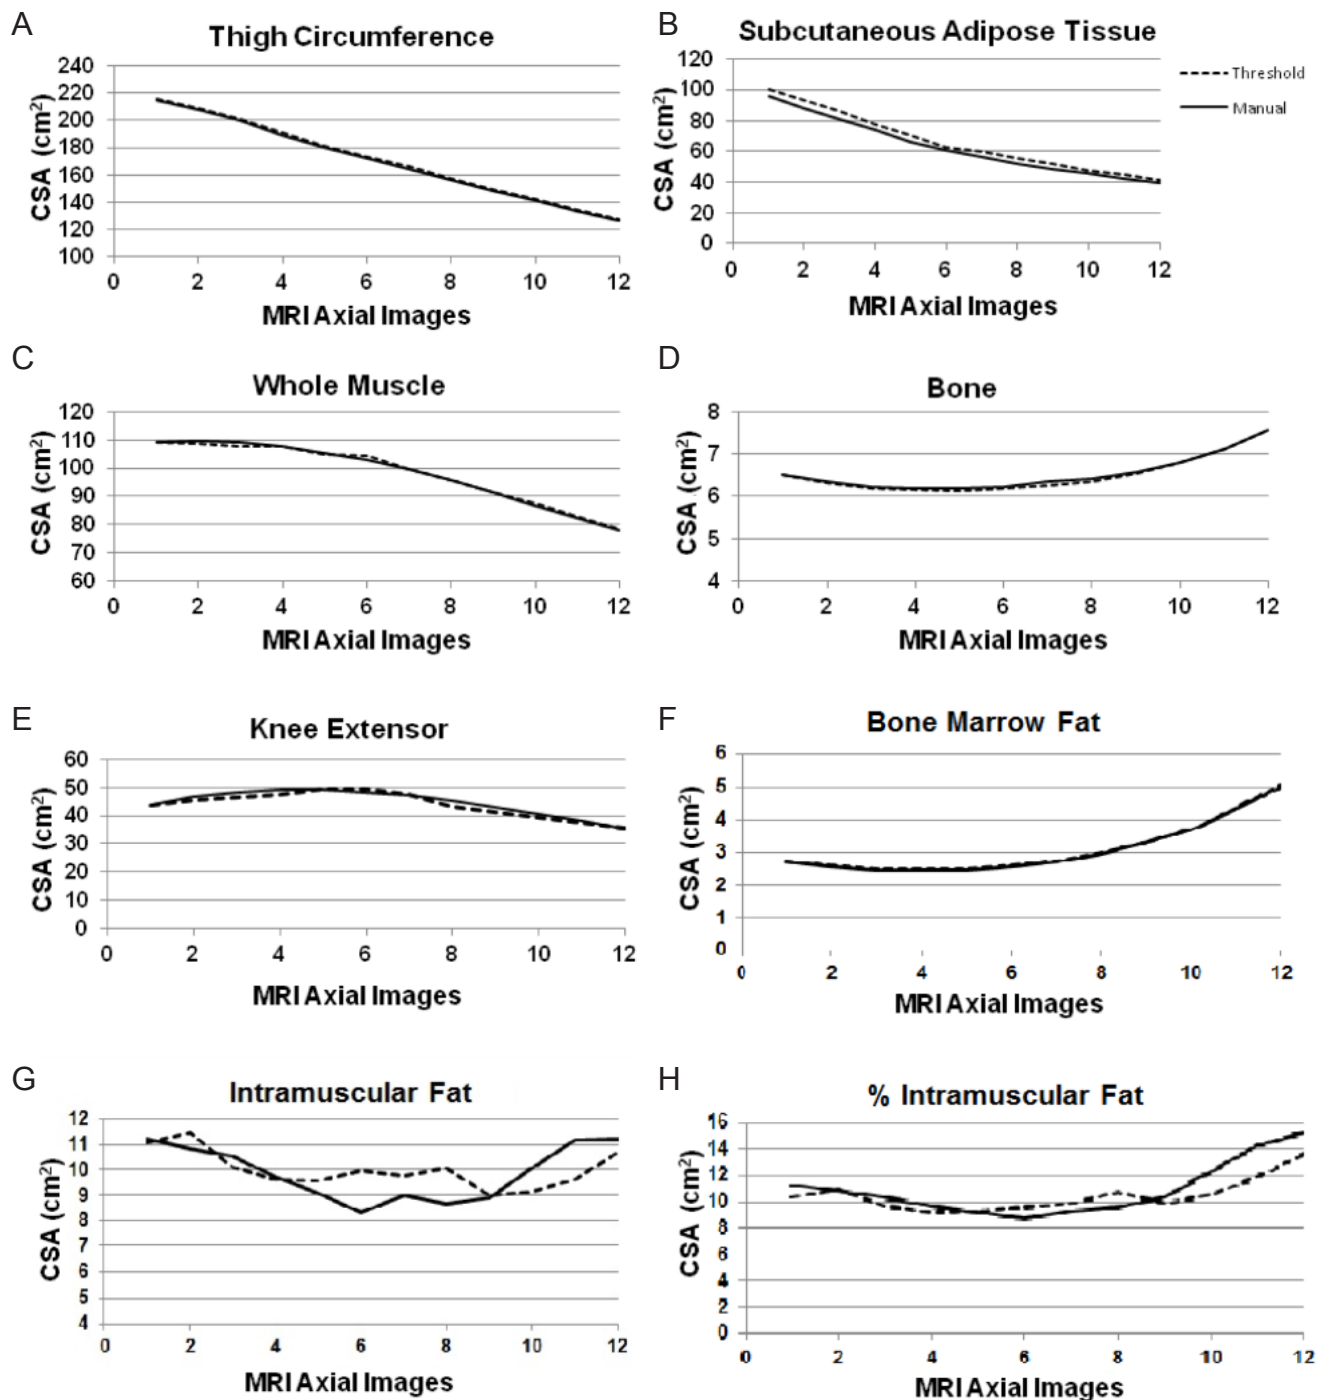 A
Thigh Circumference
CSA (cm²)
240
220
200
180
160
140
120
100
0 2 4 6 8 10 12
MRI Axial Images
B
Subcutaneous Adipose Tissue
CSA (cm²)
120
100
80
60
40
20
0
0 2 4 6 8 10 12
MRI Axial Images
Threshold
Manual
C
Whole Muscle
CSA (cm²)
120
110
100
90
80
70
60
0 2 4 6 8 10 12
MRI Axial Images
D
Bone
CSA (cm²)
8
7
6
5
4
0 2 4 6 8 10 12
MRI Axial Images
E
Knee Extensor
CSA (cm²)
60
50
40
30
20
10
0
0 2 4 6 8 10 12
MRI Axial Images
F
Bone Marrow Fat
CSA (cm²)
6
5
4
3
2
1
0
0 2 4 6 8 10 12
MRI Axial Images
G
Intramuscular Fat
CSA (cm²)
12
11
10
9
8
7
6
5
4
0 2 4 6 8 10 12
MRI Axial Images
H
% Intramuscular Fat
CSA (cm²)
16
14
12
10
8
6
4
2
0
0 2 4 6 8 10 12
MRI Axial Images